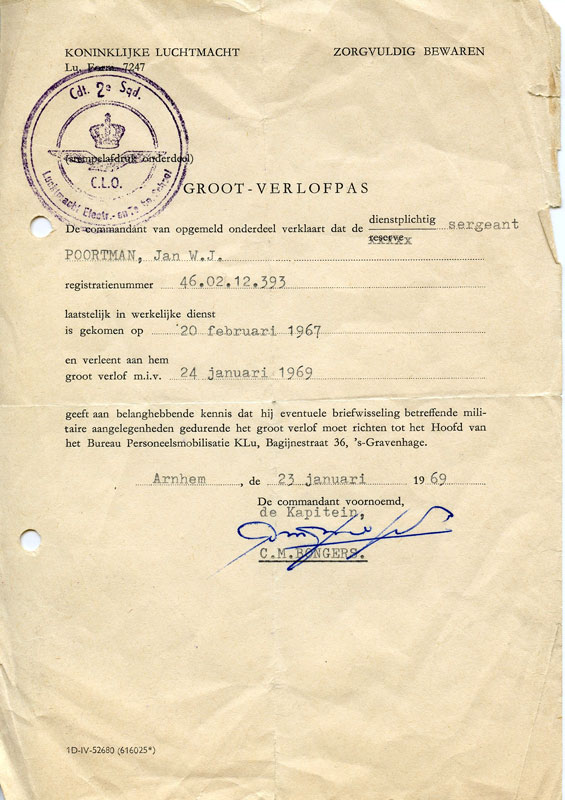 KONINKLIJKE LUCHTMACHT ZORGVULDIG BEWAREN
Lu. Form 7247
Cdt. 2e Sqd.
(stempelafdruk onderdeel)
C.L.O.
Luchtmacht Electr.- en
GROOT-VERLOFPAS
De commandant van opgemeld onderdeel verklaart dat de dienstplichtig sergeant
reserve
POORTMAN, Jan W.J.
registratienummer 46.02.12.393
laatstelijk in werkelijke dienst
is gekomen op 20 februari 1967
en verleent aan hem
groot verlof m.i.v. 24 januari 1969
geeft aan belanghebbende kennis dat hij eventuele briefwisseling betreffende mili-
taire aangelegenheden gedurende het groot verlof moet richten tot het Hoofd van
het Bureau Personeelsmobilisatie KLu, Bagijnestraat 36, 's-Gravenhage.
Arnhem , de 23 januari 1969
De commandant voornoemd,
de Kapitein,
C.M.BONGERS.
1D-IV-52680 (616025*)